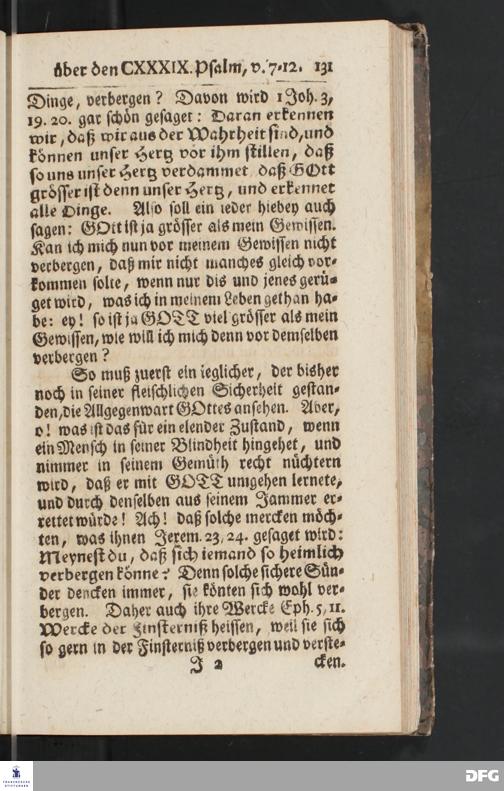 über den CXXXIX. Psalm, v. 7-12. 131
Dinge, verbergen? Davon wird 1 Joh. 3,
19. 20. gar schön gesaget: Daran erkennen
wir, daß wir aus der Wahrheit sind, und
können unser Hertz vor ihm stillen, daß
so uns unser Hertz verdammet, daß GOtt
grösser ist denn unser Hertz, und erkennet
alle Dinge. Also soll ein ieder hiebey auch
sagen: GOtt ist ja grösser als mein Gewissen.
Kan ich mich nun vor meinem Gewissen nicht
verbergen, daß mir nicht manches gleich vor-
kommen solte, wenn nur dis und jenes gerü-
get wird, was ich in meinem Leben gethan ha-
be: ey! so ist ja GOTT viel grösser als mein
Gewissen, wie will ich mich denn vor demselben
verbergen?
So muß zuerst ein ieglicher, der bisher
noch in seiner fleischlichen Sicherheit gestan-
den, die Allgegenwart GOttes ansehen. Aber,
o! was ist das für ein elender Zustand, wenn
ein Mensch in seiner Blindheit hingehet, und
nimmer in seinem Gemüth recht nüchtern
wird, daß er mit GOTT umgehen lernete,
und durch denselben aus seinem Jammer er-
rettet würde! Ach! daß solche mercken möch-
ten, was ihnen Jerem. 23, 24. gesaget wird:
Meynest du, daß sich iemand so heimlich
verbergen könne? Denn solche sichere Sün-
der dencken immer, sie könten sich wohl ver-
bergen. Daher auch ihre Wercke Eph. 5, 11.
Wercke der Finsterniß heissen, weil sie sich
so gern in der Finsterniß verbergen und verste-
J 2 cken.
FRANCKESCHE
STIFTUNGEN
DFG